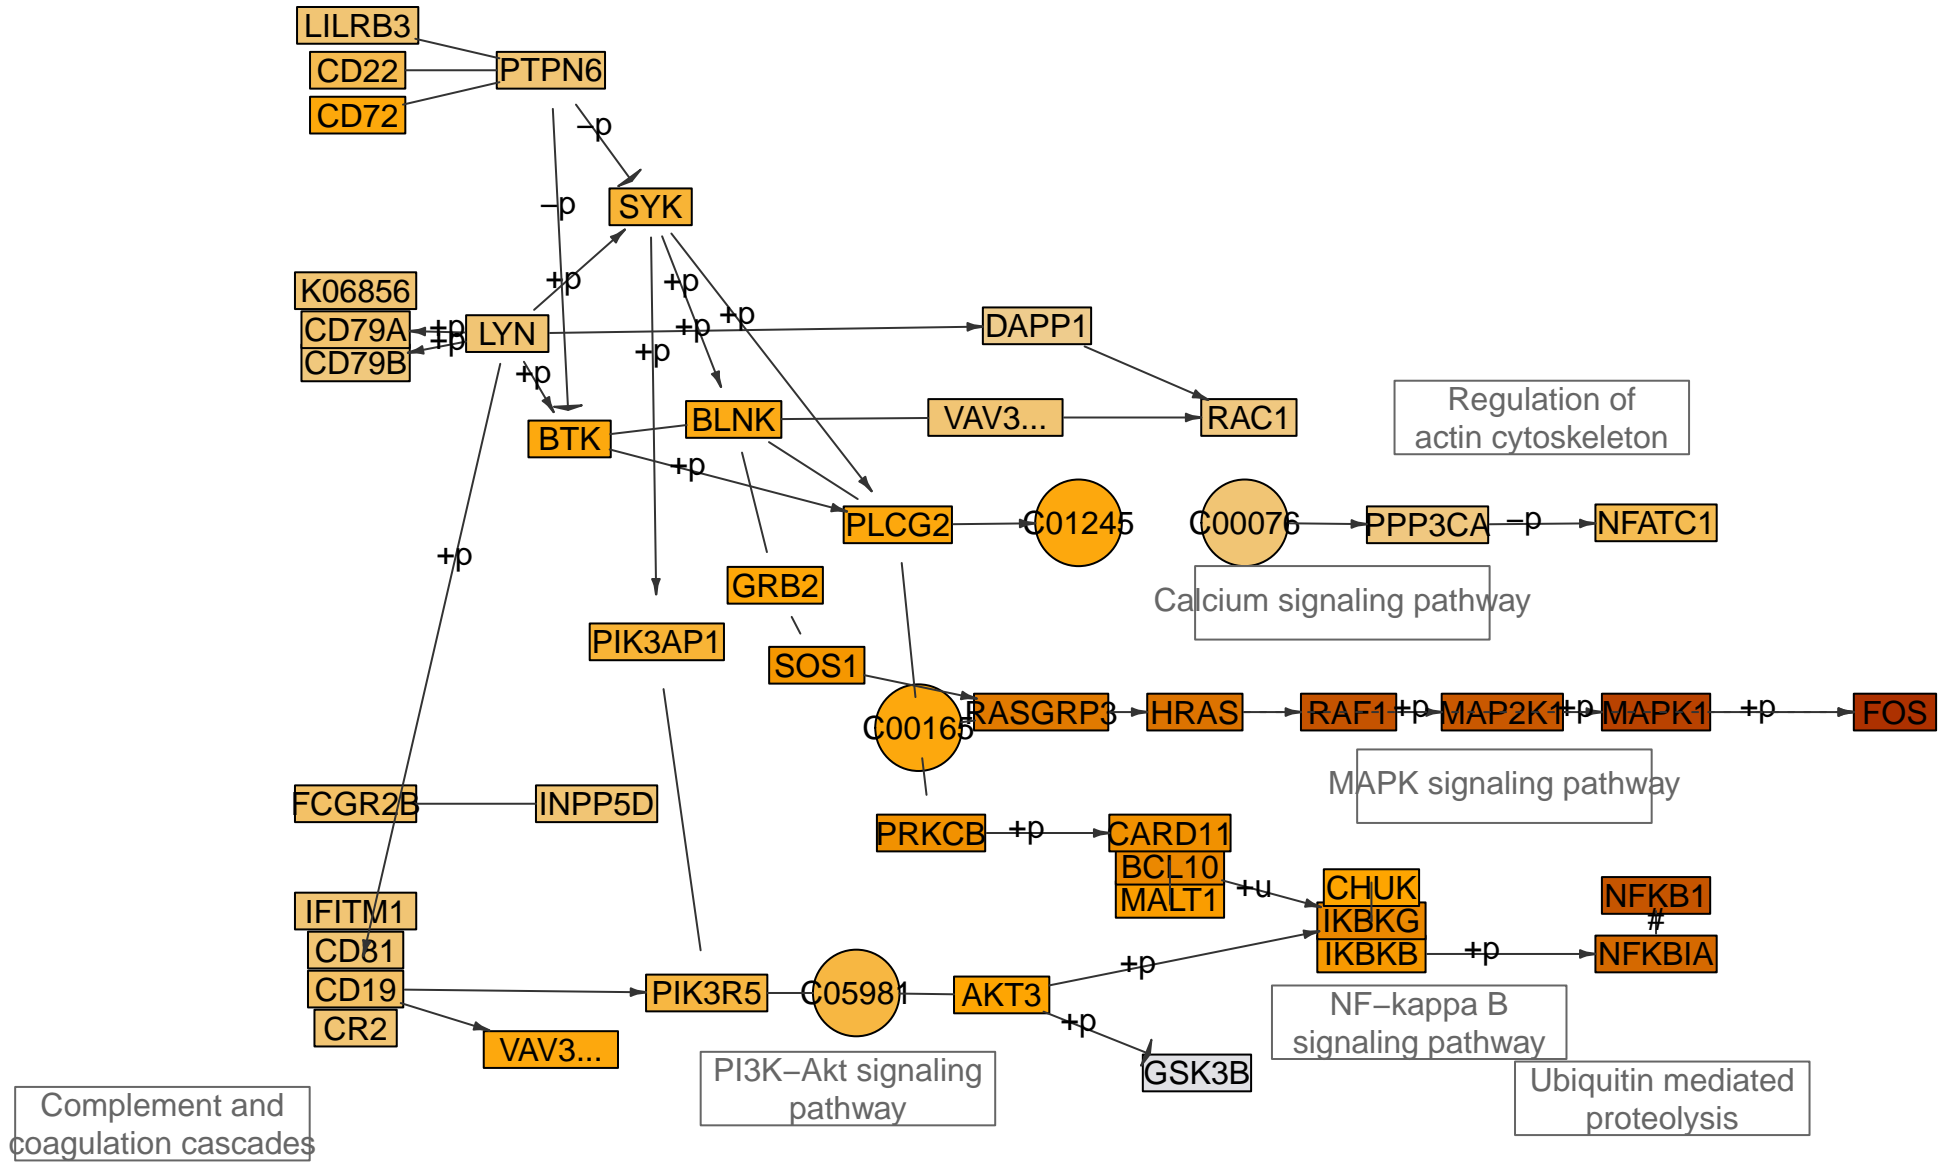 LILRB3
CD22
PTPN6
CD72
–p
SYK
–p
+p
+p
K06856
+p
CD79A
+p
LYN
+p
DAPP1
CD79B
+p
+p
+p
Regulation of
actin cytoskeleton
BTK
BLNK
VAV3...
RAC1
+p
PLCG2
C01245
C00076
PPP3CA
–p
NFATC1
+p
GRB2
Calcium signaling pathway
PIK3AP1
SOS1
C00165
RASGRP3
HRAS
RAF1
+p
MAP2K1
+p
MAPK1
+p
FOS
MAPK signaling pathway
FCGR2B
INPP5D
PRKCB
+p
CARD11
BCL10
MALT1
+u
CHUK
IKBKG
IKBKB
+p
NFKB1
#
NFKBIA
IFITM1
CD81
CD19
CR2
VAV3...
PIK3R5
C05981
AKT3
+p
+p
GSK3B
NF–kappa B
signaling pathway
PI3K–Akt signaling
pathway
Ubiquitin mediated
proteolysis
Complement and
coagulation cascades